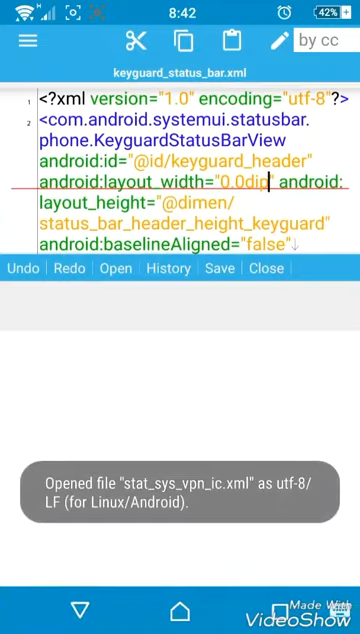 8:42
42%
by cc
keyguard_status_bar.xml
1 <?xml version="1.0" encoding="utf-8"?>
2 <com.android.systemui.statusbar.
phone.KeyguardStatusBarView
android:id="@id/keyguard_header"
android:layout_width="0.0dip" android:
layout_height="@dimen/
status_bar_header_height_keyguard"
android:baselineAligned="false"↓
Undo | Redo | Open | History | Save | Close |
Opened file "stat_sys_vpn_ic.xml" as utf-8/
LF (for Linux/Android).
Made With
VideoShow